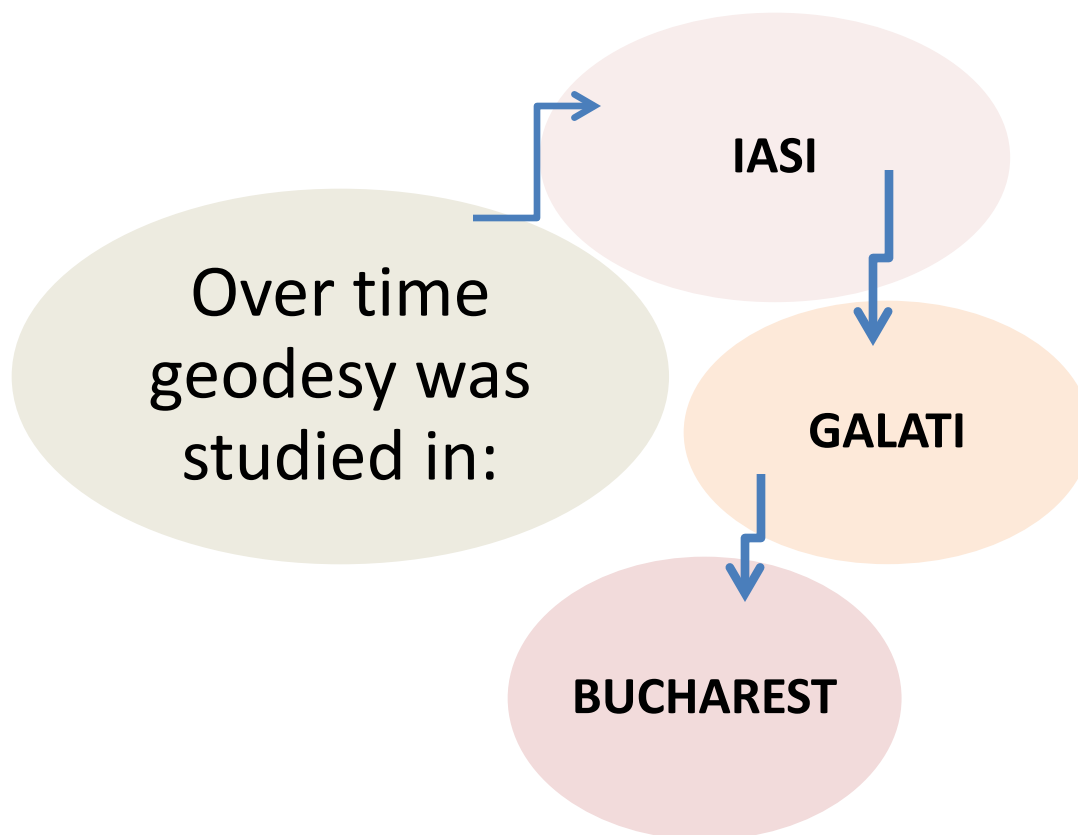 Over time
geodesy was
studied in:
IASI
GALATI
BUCHAREST